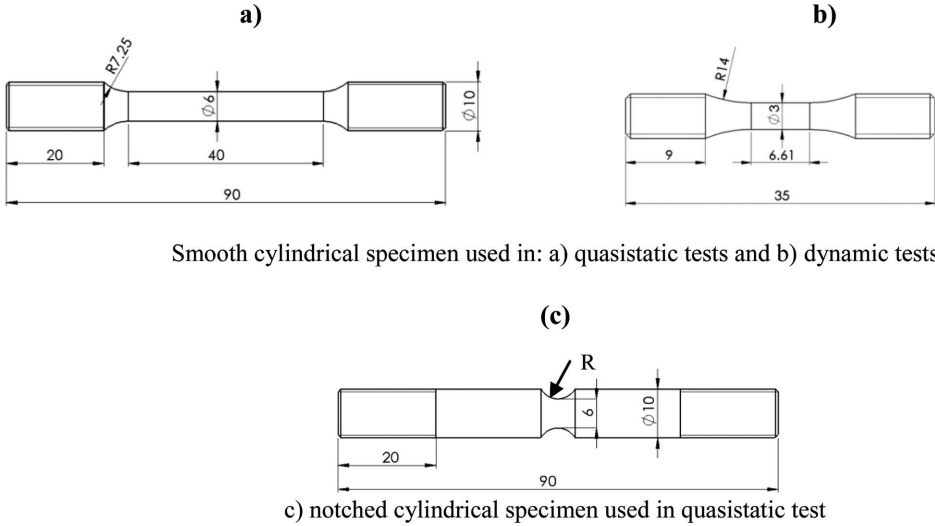 a)
b)
R7.25
R14
Ø6
Ø10
Ø3
20
40
9
6.61
90
35
Smooth cylindrical specimen used in: a) quasistatic tests and b) dynamic tests
(c)
R
6
Ø10
20
90
c) notched cylindrical specimen used in quasistatic test